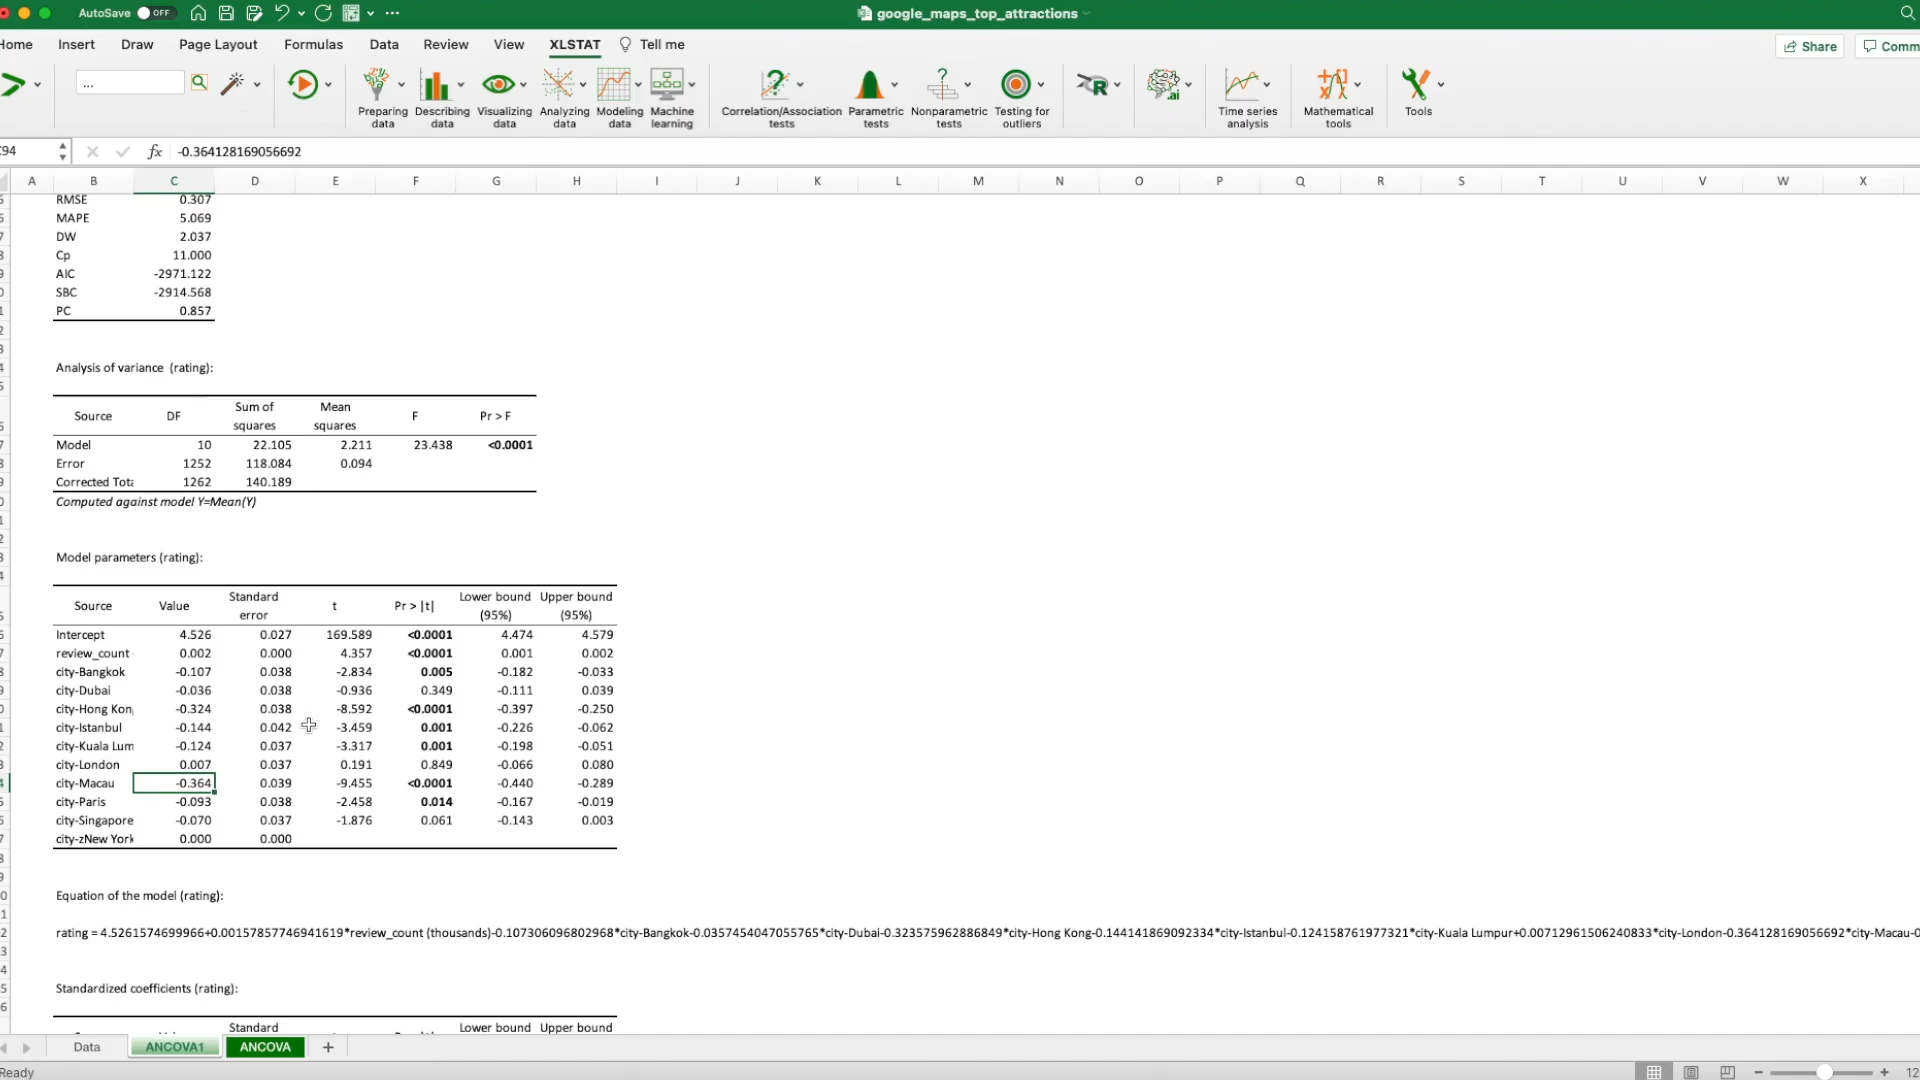 AutoSave OFF google_maps_top_attractions
Home Insert Draw Page Layout Formulas Data Review View XLSTAT Tell me Share Comm
...
Preparing data Describing data Visualizing data Analyzing data Modeling data Machine learning Correlation/Association tests Parametric tests Nonparametric tests Testing for outliers .ai Time series analysis Mathematical tools Tools
C94 fx -0.364128169056692
A B C D E F G H I J K L M N O P Q R S T U V W X
RMSE 0.307
MAPE 5.069
DW 2.037
Cp 11.000
AIC -2971.122
SBC -2914.568
PC 0.857
Analysis of variance (rating):
Source DF Sum of squares Mean squares F Pr > F
Model 10 22.105 2.211 23.438 <0.0001
Error 1252 118.084 0.094
Corrected Tota 1262 140.189
Computed against model Y=Mean(Y)
Model parameters (rating):
Source Value Standard error t Pr > |t| Lower bound (95%) Upper bound (95%)
Intercept 4.526 0.027 169.589 <0.0001 4.474 4.579
review_count 0.002 0.000 4.357 <0.0001 0.001 0.002
city-Bangkok -0.107 0.038 -2.834 0.005 -0.182 -0.033
city-Dubai -0.036 0.038 -0.936 0.349 -0.111 0.039
city-Hong Kon -0.324 0.038 -8.592 <0.0001 -0.397 -0.250
city-Istanbul -0.144 0.042 -3.459 0.001 -0.226 -0.062
city-Kuala Lum -0.124 0.037 -3.317 0.001 -0.198 -0.051
city-London 0.007 0.037 0.191 0.849 -0.066 0.080
city-Macau -0.364 0.039 -9.455 <0.0001 -0.440 -0.289
city-Paris -0.093 0.038 -2.458 0.014 -0.167 -0.019
city-Singapore -0.070 0.037 -1.876 0.061 -0.143 0.003
city-zNew York 0.000 0.000
Equation of the model (rating):
rating = 4.5261574699966+0.00157857746941619*review_count (thousands)-0.107306096802968*city-Bangkok-0.0357454047055765*city-Dubai-0.323575962886849*city-Hong Kong-0.144141869092334*city-Istanbul-0.124158761977321*city-Kuala Lumpur+0.00712961506240833*city-London-0.364128169056692*city-Macau-0
Standardized coefficients (rating):
Standard Lower bound Upper bound
Data ANCOVA1 ANCOVA +
Ready 12